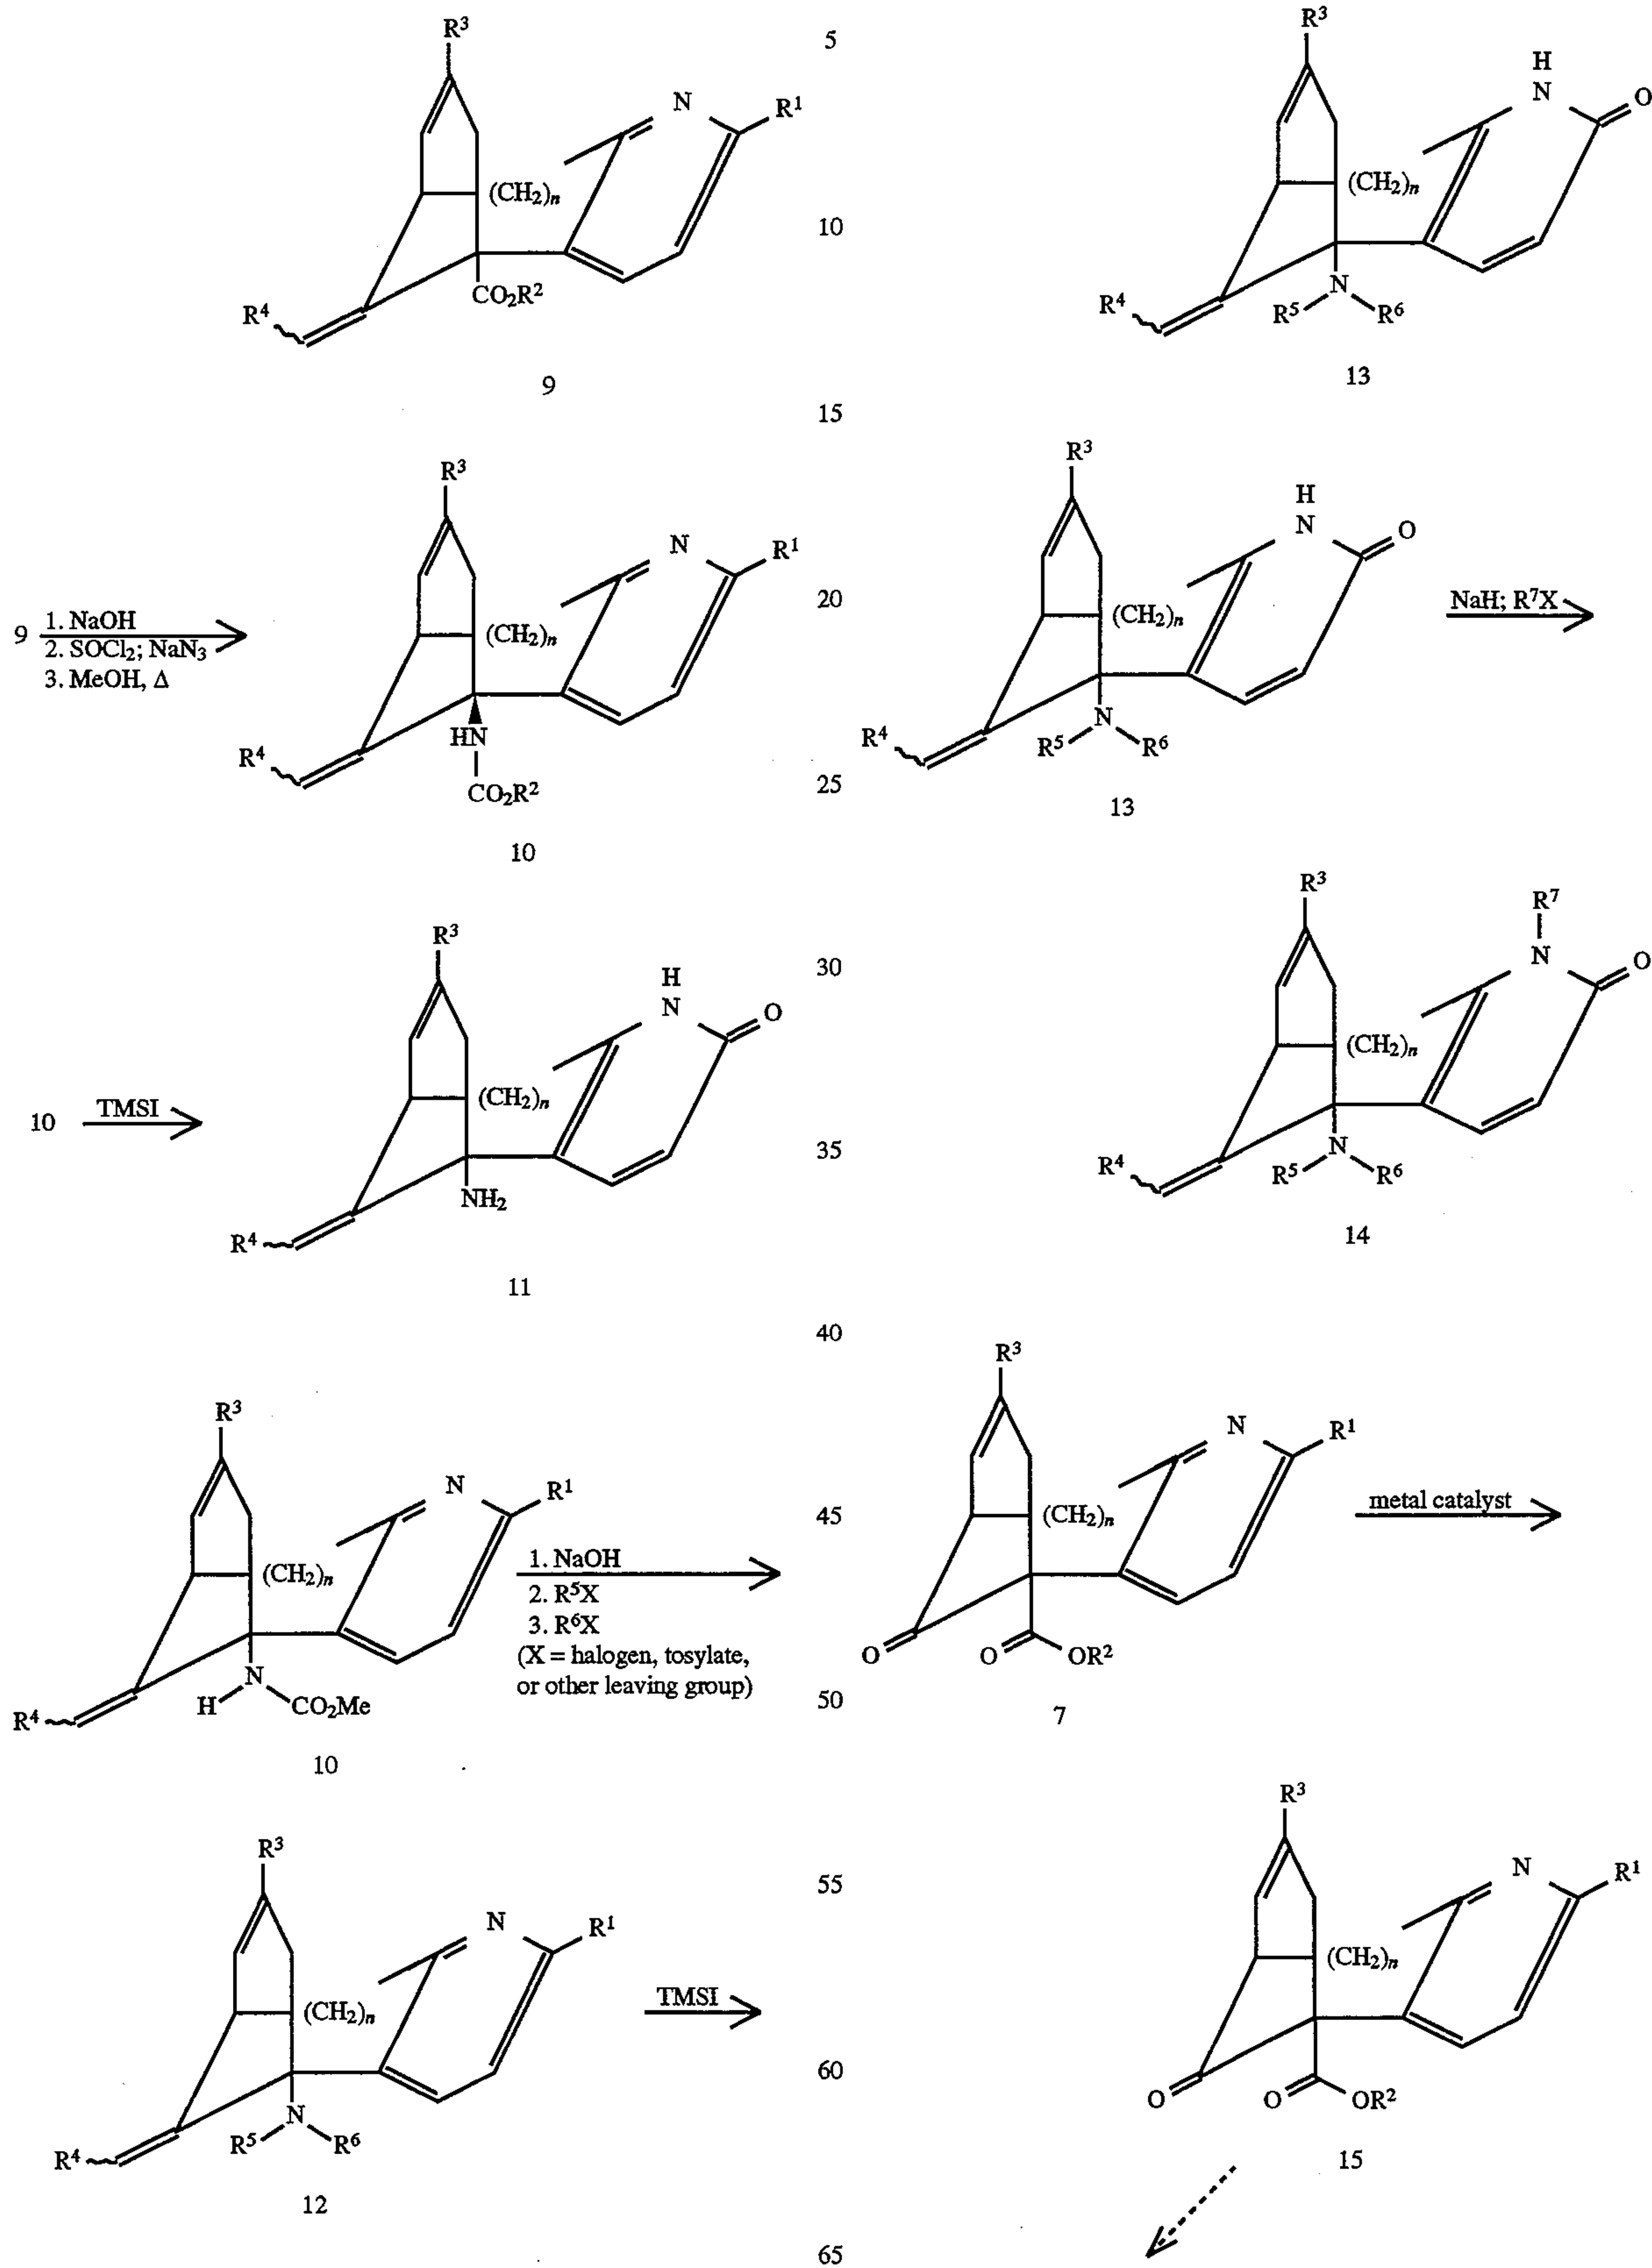 R³
N
R¹
(CH₂)ₙ
CO₂R²
R⁴
9
R³
N
R¹
9
1. NaOH
2. SOCl₂; NaN₃
3. MeOH, Δ
(CH₂)ₙ
HN
R⁴
CO₂R²
10
R³
H
N
O
10
TMSI
(CH₂)ₙ
NH₂
R⁴
11
R³
N
R¹
(CH₂)ₙ
1. NaOH
2. R⁵X
3. R⁶X
(X = halogen, tosylate,
or other leaving group)
N
H
CO₂Me
R⁴
10
R³
N
R¹
(CH₂)ₙ
TMSI
N
R⁵
R⁶
R⁴
12
5
10
15
20
25
30
35
40
45
50
55
60
65
R³
H
N
O
(CH₂)ₙ
N
R⁴
R⁵
R⁶
13
R³
H
N
O
NaH; R⁷X
(CH₂)ₙ
N
R⁴
R⁵
R⁶
13
R³
R⁷
N
O
(CH₂)ₙ
N
R⁴
R⁵
R⁶
14
R³
N
R¹
metal catalyst
(CH₂)ₙ
O
O
OR²
7
R³
N
R¹
(CH₂)ₙ
O
O
OR²
15